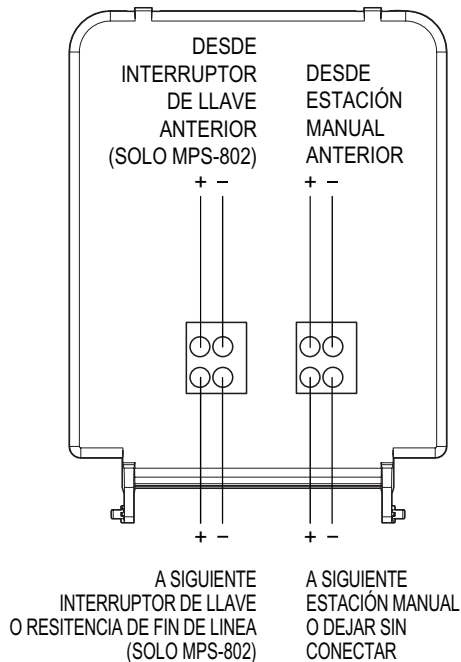 DESDE
INTERRUPTOR
DE LLAVE
ANTERIOR
(SOLO MPS-802)
+ −
DESDE
ESTACIÓN
MANUAL
ANTERIOR
+ −
+ −
A SIGUIENTE
INTERRUPTOR DE LLAVE
O RESITENCIA DE FIN DE LINEA
(SOLO MPS-802)
+ −
A SIGUIENTE
ESTACIÓN MANUAL
O DEJAR SIN
CONECTAR